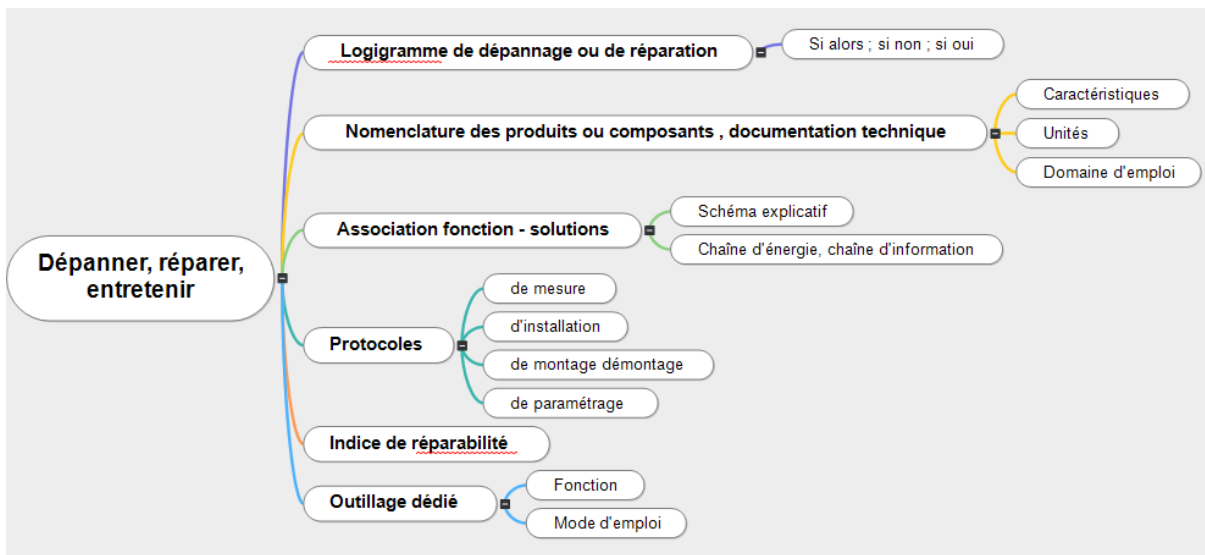 Logigramme de dépannage ou de réparation
Si alors ; si non ; si oui
Nomenclature des produits ou composants , documentation technique
Caractéristiques
Unités
Domaine d'emploi
Association fonction - solutions
Schéma explicatif
Chaîne d'énergie, chaîne d'information
Dépanner, réparer,
entretenir
Protocoles
de mesure
d'installation
de montage démontage
de paramétrage
Indice de réparabilité
Outillage dédié
Fonction
Mode d'emploi